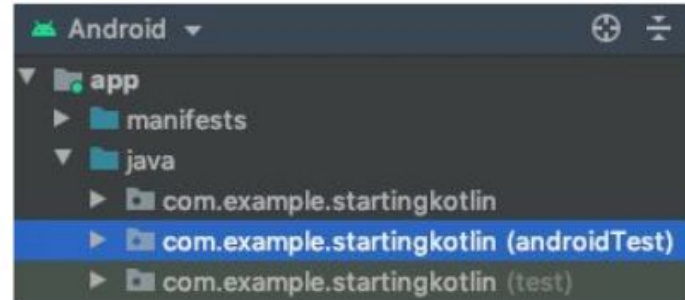 Android
app
manifests
java
com.example.startingkotlin
com.example.startingkotlin (androidTest)
com.example.startingkotlin (test)